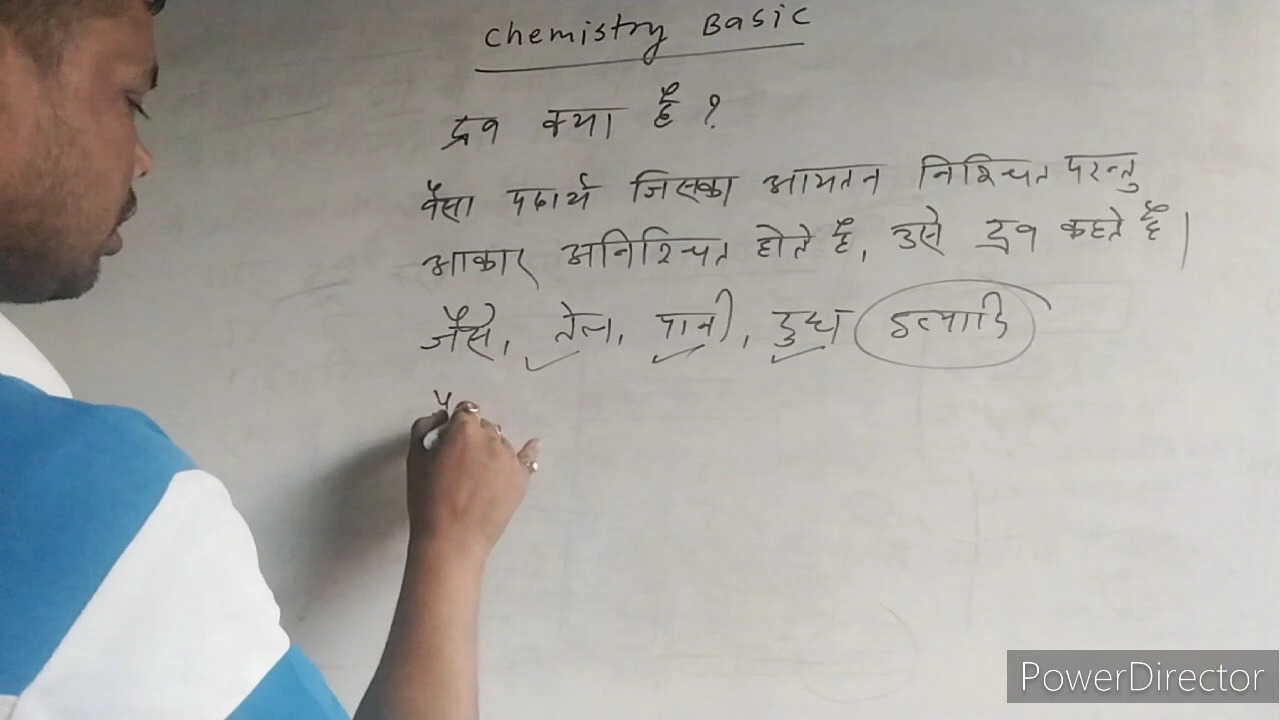 Chemistry Basic
द्रव क्या है ?
वैसा पदार्थ जिसका आयतन निश्चित परन्तु
आकार अनिश्चित होते है, उसे द्रव कहते है।
जैसे, तेल, पानी, दुध इत्यादि
PowerDirector